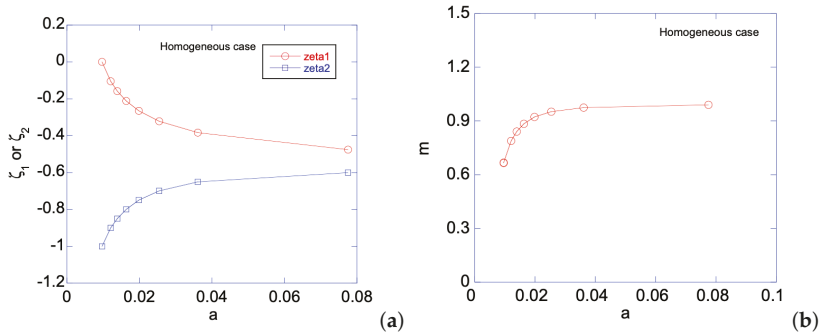 0.2
0
-0.2
-0.4
-0.6
-0.8
-1
-1.2
ζ1 or ζ2
Homogeneous case
zeta1
zeta2
0
0.02
0.04
0.06
0.08
a
(a)
1.5
1.2
0.9
0.6
0.3
0
m
Homogeneous case
0
0.02
0.04
0.06
0.08
0.1
a
(b)